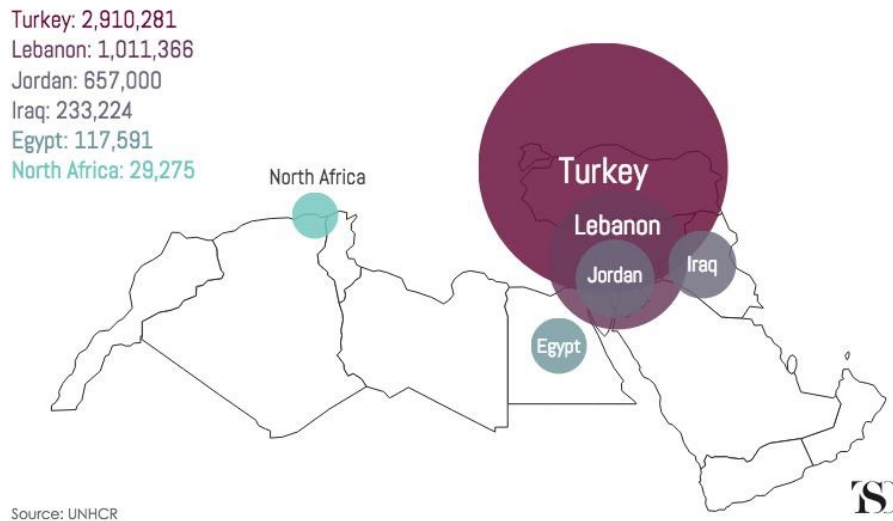 Turkey: 2,910,281
Lebanon: 1,011,366
Jordan: 657,000
Iraq: 233,224
Egypt: 117,591
North Africa: 29,275
North Africa
Turkey
Lebanon
Jordan
Iraq
Egypt
Source: UNHCR